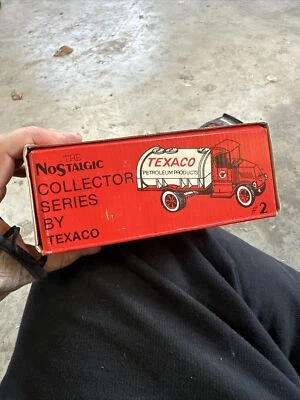 THE
NOSTALGIC
COLLECTOR
SERIES
BY
TEXACO
TEXACO
PETROLEUM PRODUCTS
#2